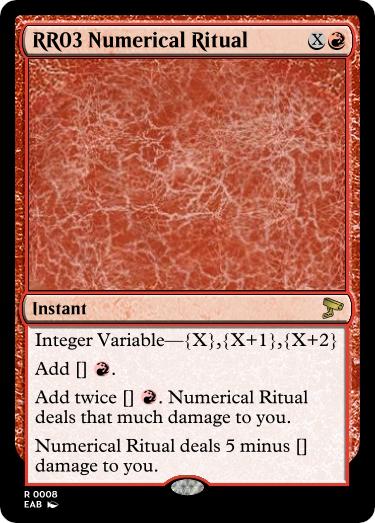 RR03 Numerical Ritual X R
Instant
Integer Variable—{X},{X+1},{X+2}
Add [] R.
Add twice [] R. Numerical Ritual
deals that much damage to you.
Numerical Ritual deals 5 minus []
damage to you.
R 0008
EAB